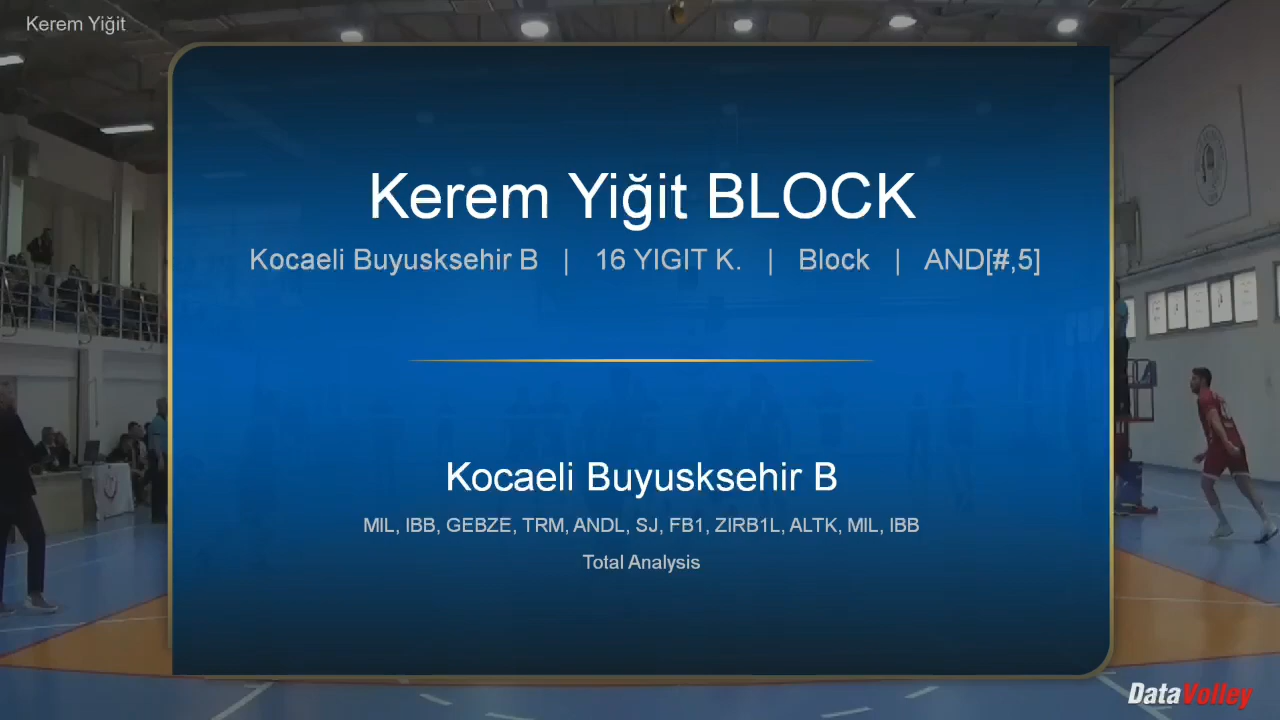 Kerem Yiğit
Kerem Yiğit BLOCK
Kocaeli Buyusksehir B | 16 YIGIT K. | Block | AND[#,5]
Kocaeli Buyusksehir B
MIL, IBB, GEBZE, TRM, ANDL, SJ, FB1, ZIRB1L, ALTK, MIL, IBB
Total Analysis
DataVolley